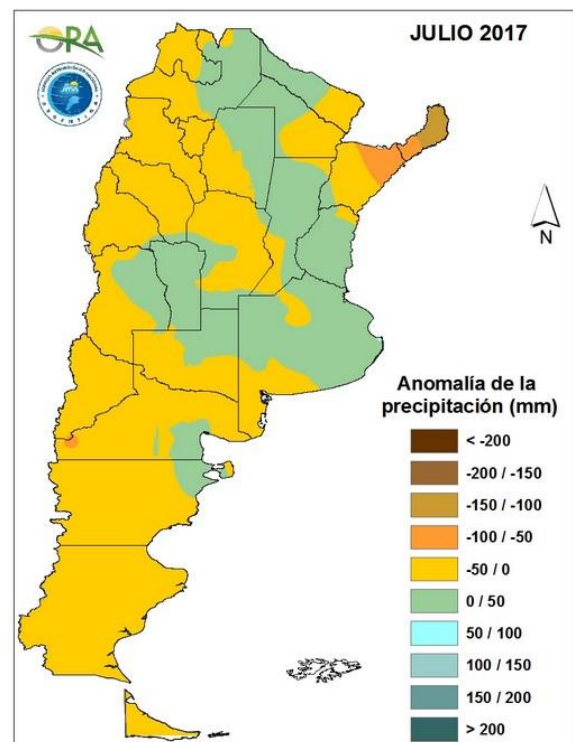 ORA
JULIO 2017
ARGENTINA
N
Anomalía de la
precipitación (mm)
< -200
-200 / -150
-150 / -100
-100 / -50
-50 / 0
0 / 50
50 / 100
100 / 150
150 / 200
> 200